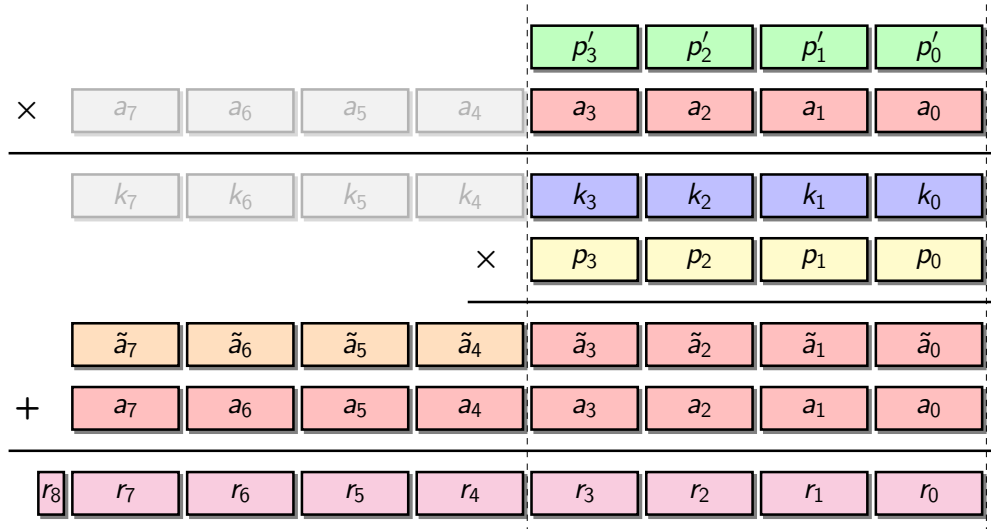 p′₃ p′₂ p′₁ p′₀
× a₇ a₆ a₅ a₄ a₃ a₂ a₁ a₀
k₇ k₆ k₅ k₄ k₃ k₂ k₁ k₀
× p₃ p₂ p₁ p₀
ã₇ ã₆ ã₅ ã₄ ã₃ ã₂ ã₁ ã₀
+ a₇ a₆ a₅ a₄ a₃ a₂ a₁ a₀
r₈ r₇ r₆ r₅ r₄ r₃ r₂ r₁ r₀